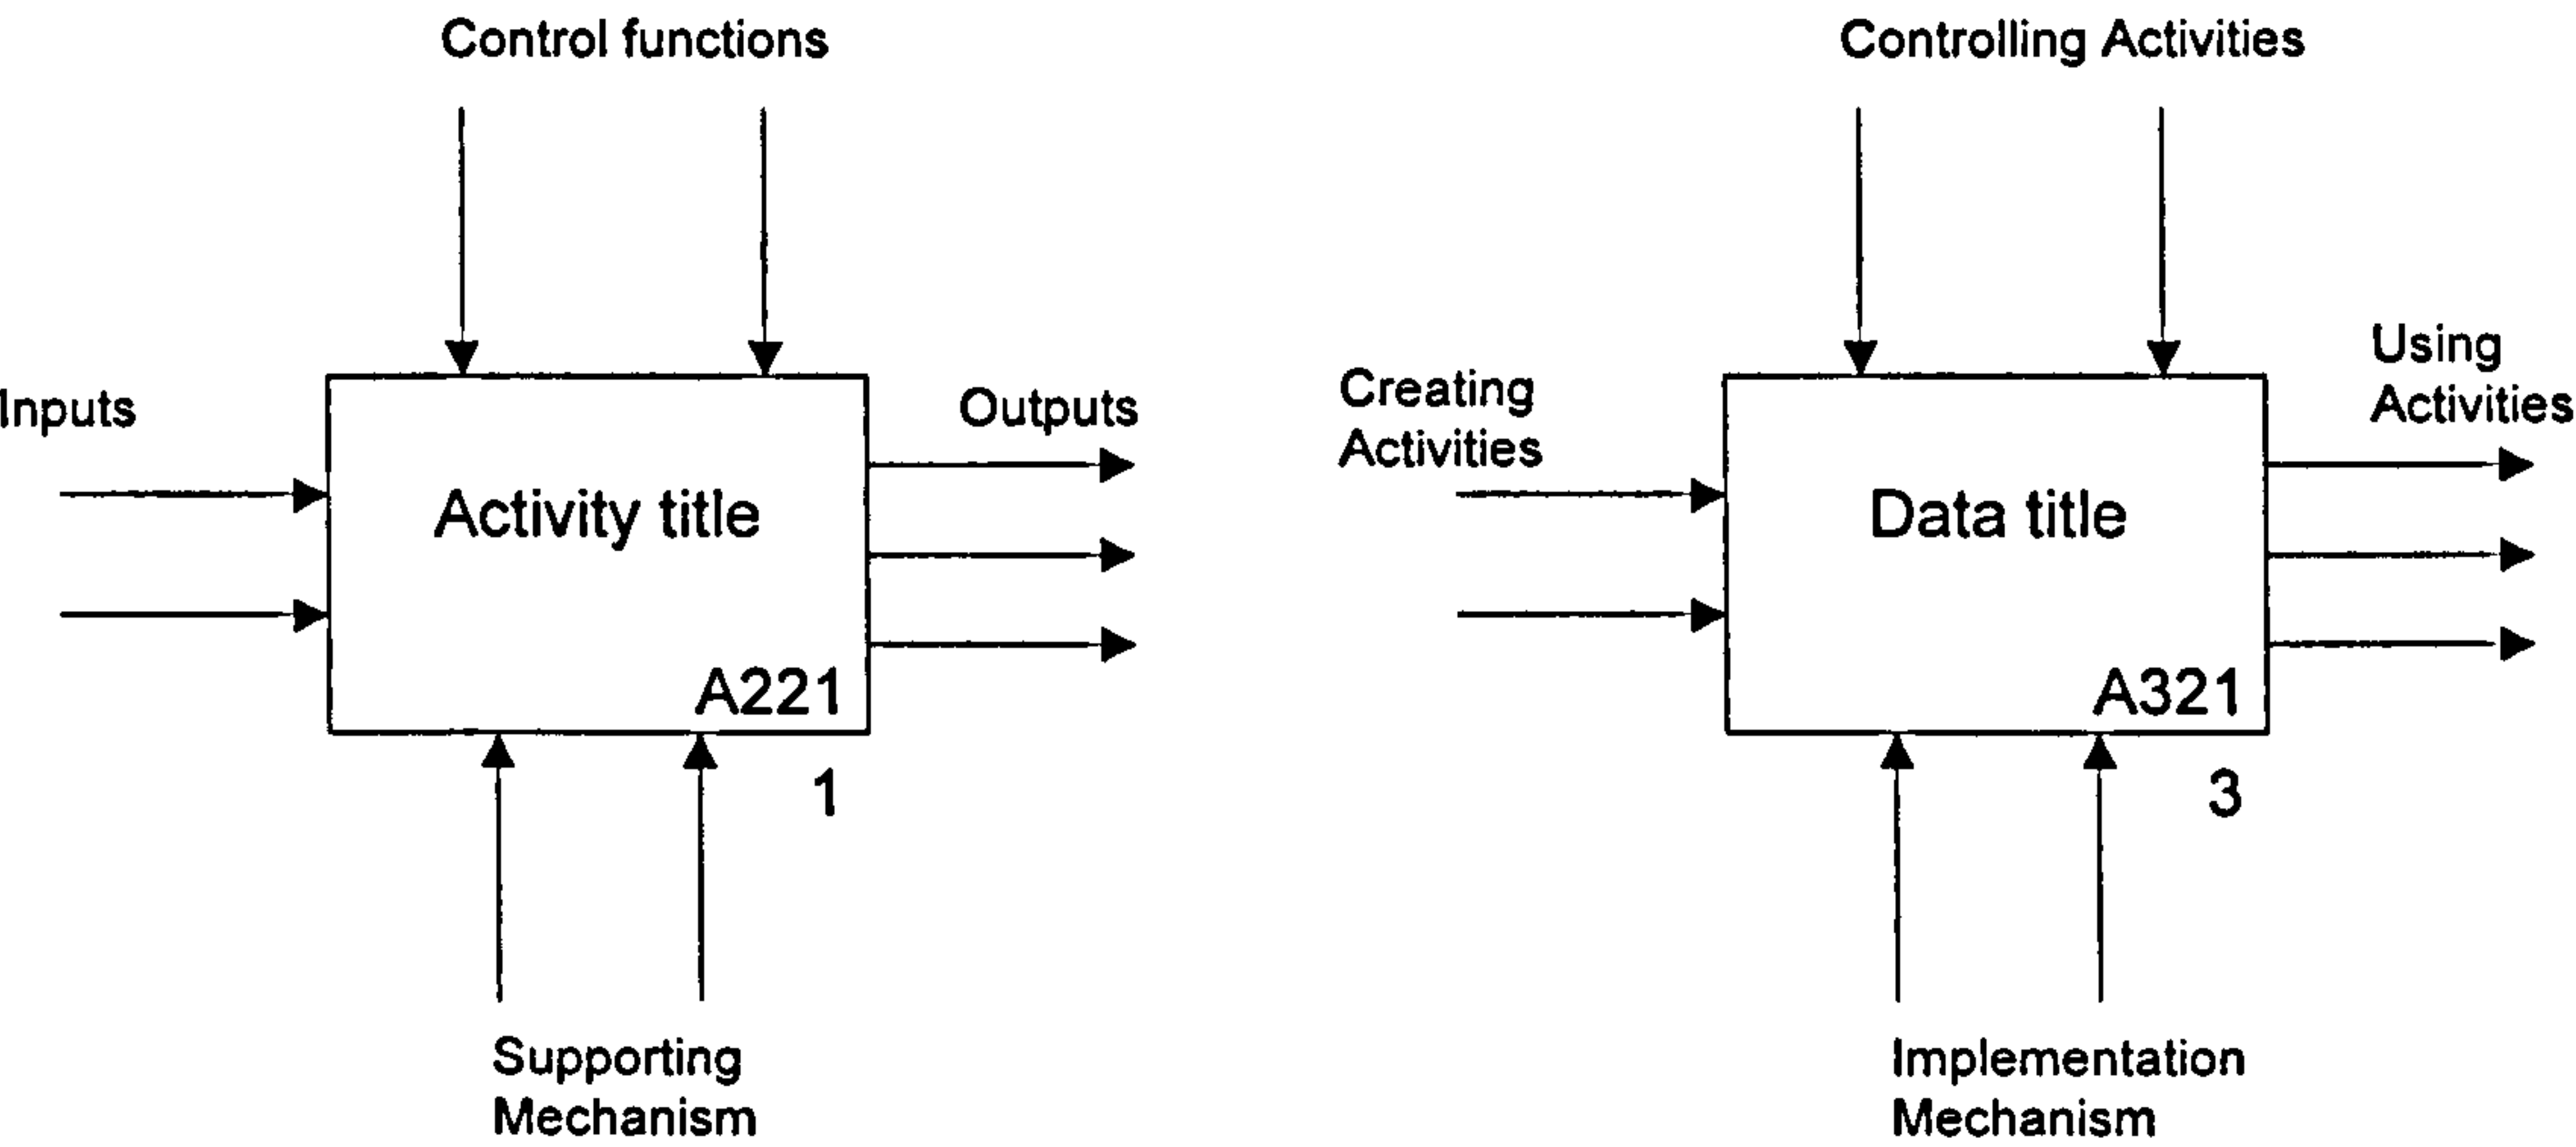 Control functions
Inputs
Outputs
Activity title
A221
1
Supporting
Mechanism
Controlling Activities
Creating
Activities
Using
Activities
Data title
A321
3
Implementation
Mechanism